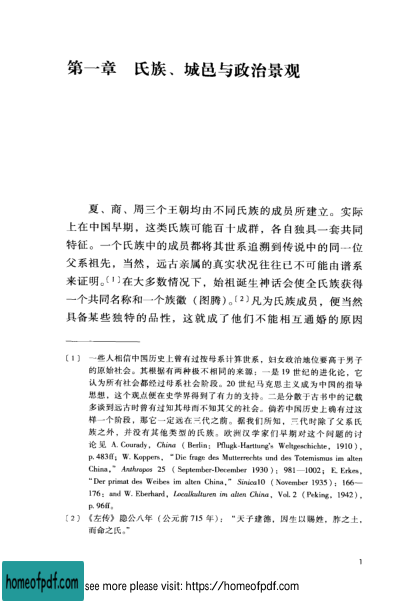 第一章 氏族、城邑与政治景观
夏、商、周三个王朝均由不同氏族的成员所建立。实际
上在中国早期，这类氏族可能百十成群，各自独具一套共同
特征。一个氏族中的成员都将其世系追溯到传说中的同一位
父系祖先，当然，远古亲属的真实状况往往已不可能由谱系
来证明。〔1〕在大多数情况下，始祖诞生神话会使全氏族获得
一个共同名称和一个族徽（图腾）。〔2〕凡为氏族成员，便当然
具备某些独特的品性，这就成了他们不能相互通婚的原因
〔1〕 一些人相信中国历史上曾有过按母系计算世系，妇女政治地位要高于男子
的原始社会。其根据有两种极不相同的来源：一是 19 世纪的进化论，它
认为所有社会都经过母系社会阶段。20 世纪马克思主义成为中国的指导
思想，这个观点便在史学界得到了有力的支持。二是分散于古书中的记载
多谈到远古时曾有过知其母而不知其父的社会。倘若中国历史上确有过这
样一个阶段，那它一定远在三代之前。据我们所知，三代时除了父系氏
族之外，并没有其他类型的氏族。欧洲汉学家们早期对这个问题的讨
论见 A. Courady, China (Berlin: Pflugk-Harttung's Weltgeschichte, 1910),
p. 483ff; W. Koppers, “Die frage des Mutterrechts und des Totemismus im alten
China,” Anthropos 25 (September-December 1930): 981—1002; E. Erkes,
“Der primat des Weibes im alten China,” Sinica10 (November 1935): 166—
176; and W. Eberhard, Localkulturen im alten China, Vol. 2 (Peking, 1942),
p. 96ff.
〔2〕 《左传》隐公八年（公元前 715 年）：“天子建德，因生以赐姓，胙之土，
而命之氏。”
1
homeofpdf.com
see more please visit: https://homeofpdf.com